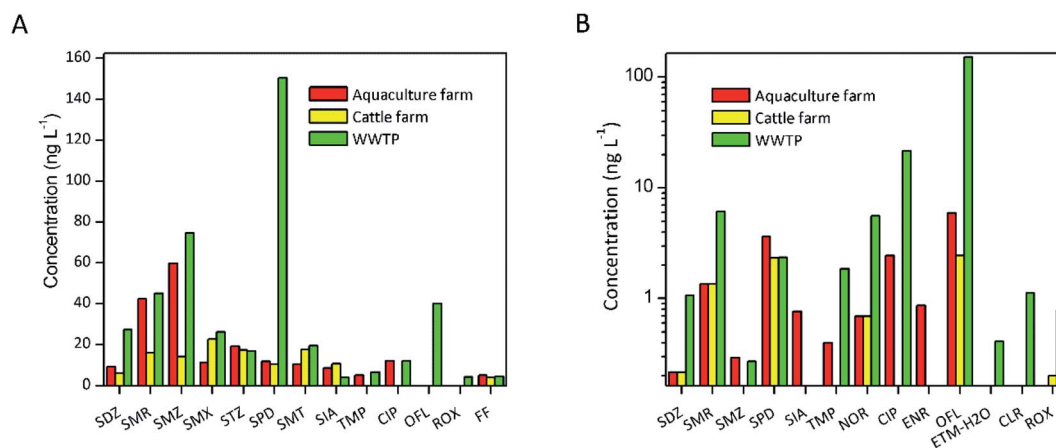 A
Concentration (ng L⁻¹)
160
140
120
100
80
60
40
20
0
Aquaculture farm
Cattle farm
WWTP
SDZ SMR SMZ SMX STZ SPD SMT SIA TMP CIP OFL ROX FF
B
Concentration (ng L⁻¹)
100
10
1
Aquaculture farm
Cattle farm
WWTP
SDZ SMR SMZ SPD SIA TMP NOR CIP ENR OFL ETM-H2O CLR ROX